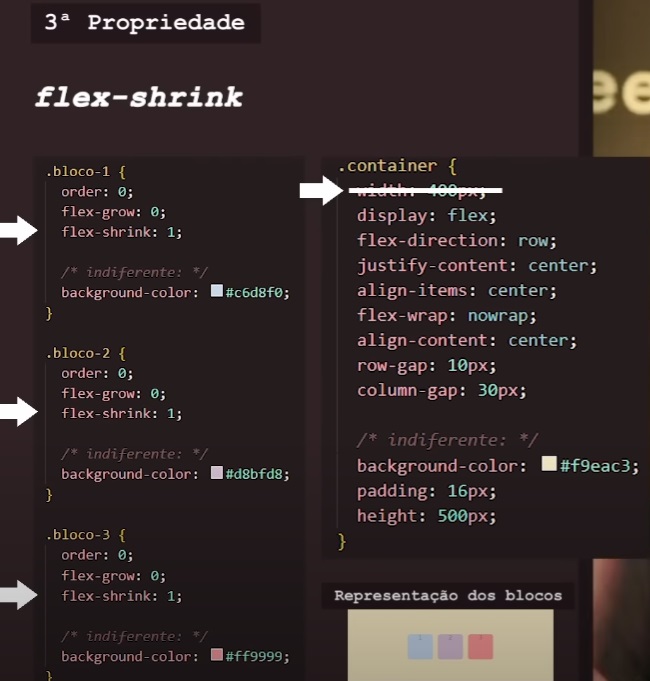 3ª Propriedade
flex-shrink
.bloco-1 {
order: 0;
flex-grow: 0;
flex-shrink: 1;
/* indiferente: */
background-color: #c6d8f0;
}
.bloco-2 {
order: 0;
flex-grow: 0;
flex-shrink: 1;
/* indiferente: */
background-color: #d8bfd8;
}
.bloco-3 {
order: 0;
flex-grow: 0;
flex-shrink: 1;
/* indiferente: */
background-color: #ff9999;
}
.container {
width: 400px;
display: flex;
flex-direction: row;
justify-content: center;
align-items: center;
flex-wrap: nowrap;
align-content: center;
row-gap: 10px;
column-gap: 30px;
/* indiferente: */
background-color: #f9eac3;
padding: 16px;
height: 500px;
}
Representação dos blocos
ee